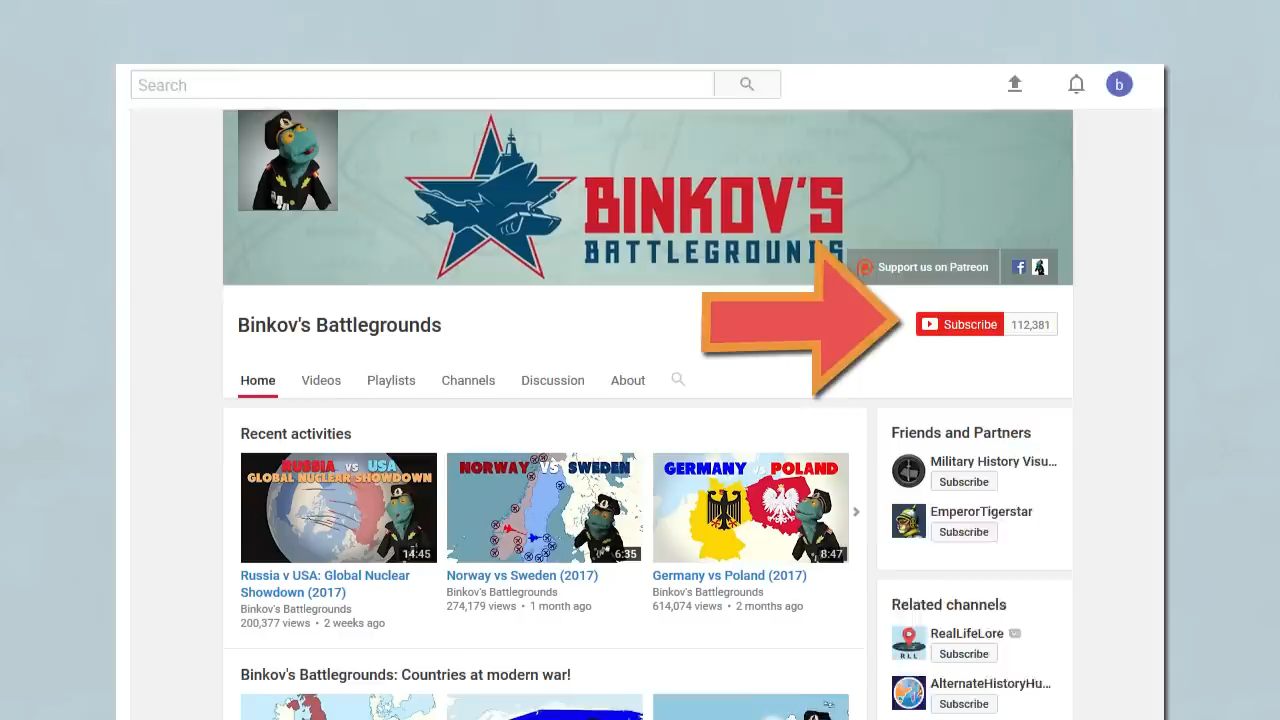 Search
b
BINKOV'S
BATTLEGROUNDS
Support us on Patreon
Binkov's Battlegrounds
Subscribe 112,381
Home Videos Playlists Channels Discussion About
Recent activities
RUSSIA VS USA
GLOBAL NUCLEAR SHOWDOWN
14:45
NORWAY VS SWEDEN
6:35
GERMANY vs POLAND
8:47
Russia v USA: Global Nuclear
Showdown (2017)
Binkov's Battlegrounds
200,377 views • 2 weeks ago
Norway vs Sweden (2017)
Binkov's Battlegrounds
274,179 views • 1 month ago
Germany vs Poland (2017)
Binkov's Battlegrounds
614,074 views • 2 months ago
Binkov's Battlegrounds: Countries at modern war!
Friends and Partners
Military History Visu...
Subscribe
EmperorTigerstar
Subscribe
Related channels
RLL
RealLifeLore
Subscribe
AlternateHistoryHu...
Subscribe